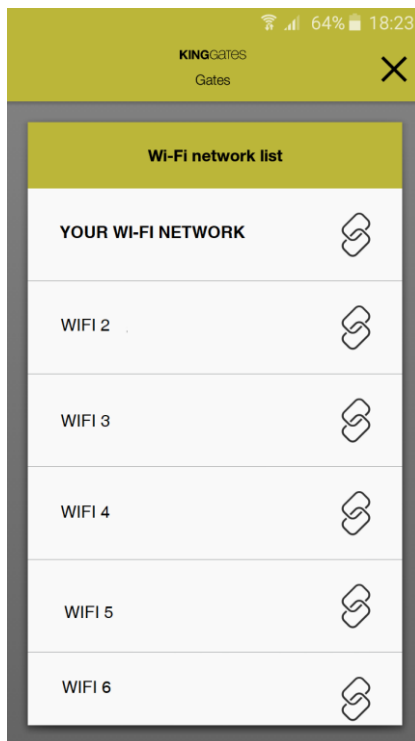 64% 18:23
KINGGATES
Gates
Wi-Fi network list
YOUR WI-FI NETWORK
WIFI 2
WIFI 3
WIFI 4
WIFI 5
WIFI 6